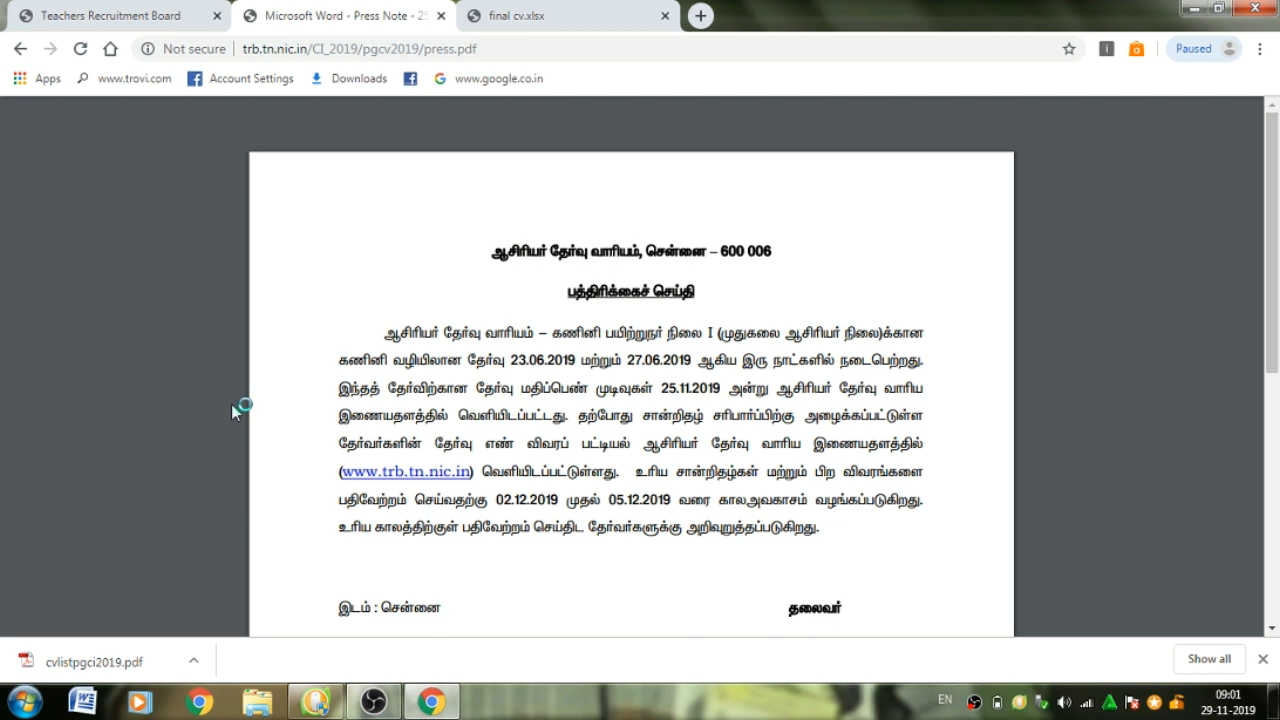 Teachers Recruitment Board
Microsoft Word - Press Note - 25
final cv.xlsx
Not secure
trb.tn.nic.in/CI_2019/pgcv2019/press.pdf
Paused
Apps
www.trovi.com
Account Settings
Downloads
www.google.co.in
ஆசிரியர் தேர்வு வாரியம், சென்னை – 600 006
பத்திரிக்கைச் செய்தி
ஆசிரியர் தேர்வு வாரியம் – கணினி பயிற்றுநர் நிலை I (முதுகலை ஆசிரியர் நிலை)க்கான
கணினி வழியிலான தேர்வு 23.06.2019 மற்றும் 27.06.2019 ஆகிய இரு நாட்களில் நடைபெற்றது.
இந்தத் தேர்விற்கான தேர்வு மதிப்பெண் முடிவுகள் 25.11.2019 அன்று ஆசிரியர் தேர்வு வாரிய
இணையதளத்தில் வெளியிடப்பட்டது. தற்போது சான்றிதழ் சரிபார்ப்பிற்கு அழைக்கப்பட்டுள்ள
தேர்வர்களின் தேர்வு எண் விவரப் பட்டியல் ஆசிரியர் தேர்வு வாரிய இணையதளத்தில்
(www.trb.tn.nic.in) வெளியிடப்பட்டுள்ளது. உரிய சான்றிதழ்கள் மற்றும் பிற விவரங்களை
பதிவேற்றம் செய்வதற்கு 02.12.2019 முதல் 05.12.2019 வரை காலஅவகாசம் வழங்கப்படுகிறது.
உரிய காலத்திற்குள் பதிவேற்றம் செய்திட தேர்வர்களுக்கு அறிவுறுத்தப்படுகிறது.
இடம் : சென்னை
தலைவர்
cvlistpgci2019.pdf
Show all
EN
09:01
29-11-2019